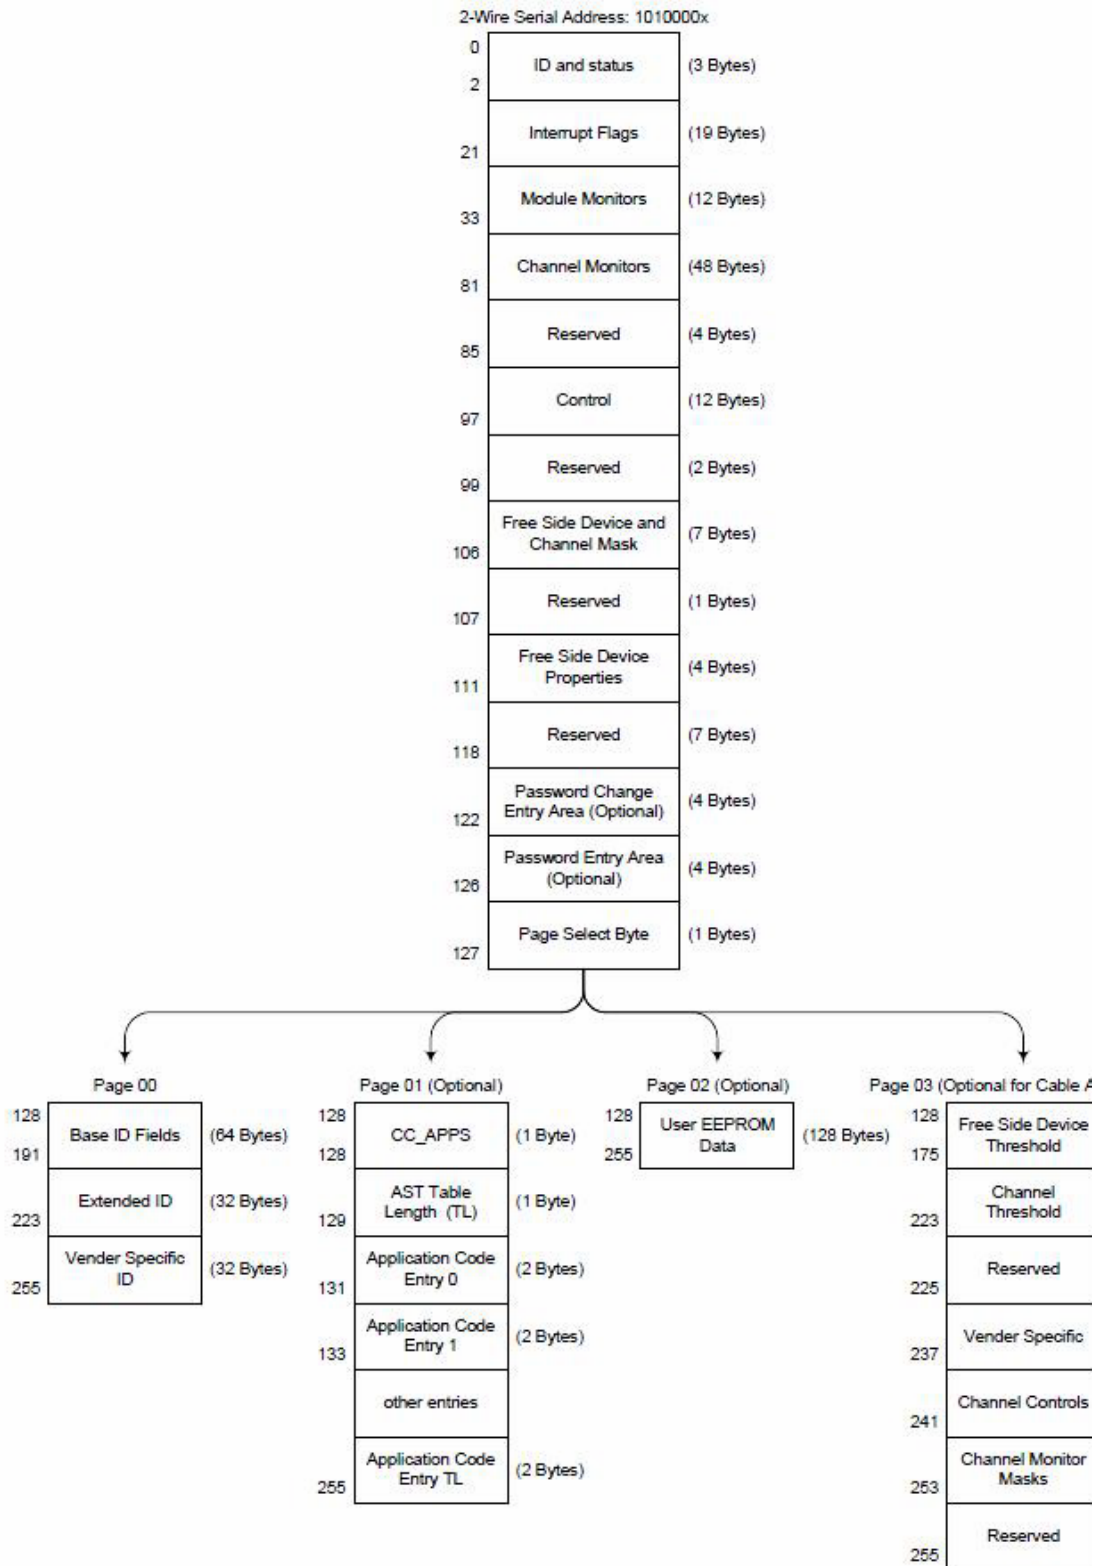 2-Wire Serial Address: 1010000x
0
ID and status (3 Bytes)
2
Interrupt Flags (19 Bytes)
21
Module Monitors (12 Bytes)
33
Channel Monitors (48 Bytes)
81
Reserved (4 Bytes)
85
Control (12 Bytes)
97
Reserved (2 Bytes)
99
Free Side Device and
Channel Mask (7 Bytes)
106
Reserved (1 Bytes)
107
Free Side Device
Properties (4 Bytes)
111
Reserved (7 Bytes)
118
Password Change
Entry Area (Optional) (4 Bytes)
122
Password Entry Area
(Optional) (4 Bytes)
126
Page Select Byte (1 Bytes)
127
Page 00
128
Base ID Fields (64 Bytes)
191
Extended ID (32 Bytes)
223
Vender Specific
ID (32 Bytes)
255
Page 01 (Optional)
128
CC_APPS (1 Byte)
128
AST Table
Length (TL) (1 Byte)
129
Application Code
Entry 0 (2 Bytes)
131
Application Code
Entry 1 (2 Bytes)
133
other entries
Application Code
Entry TL (2 Bytes)
255
Page 02 (Optional)
128
User EEPROM
Data (128 Bytes)
255
Page 03 (Optional for Cable A
128
Free Side Device
Threshold
175
Channel
Threshold
223
Reserved
225
Vender Specific
237
Channel Controls
241
Channel Monitor
Masks
253
Reserved
255